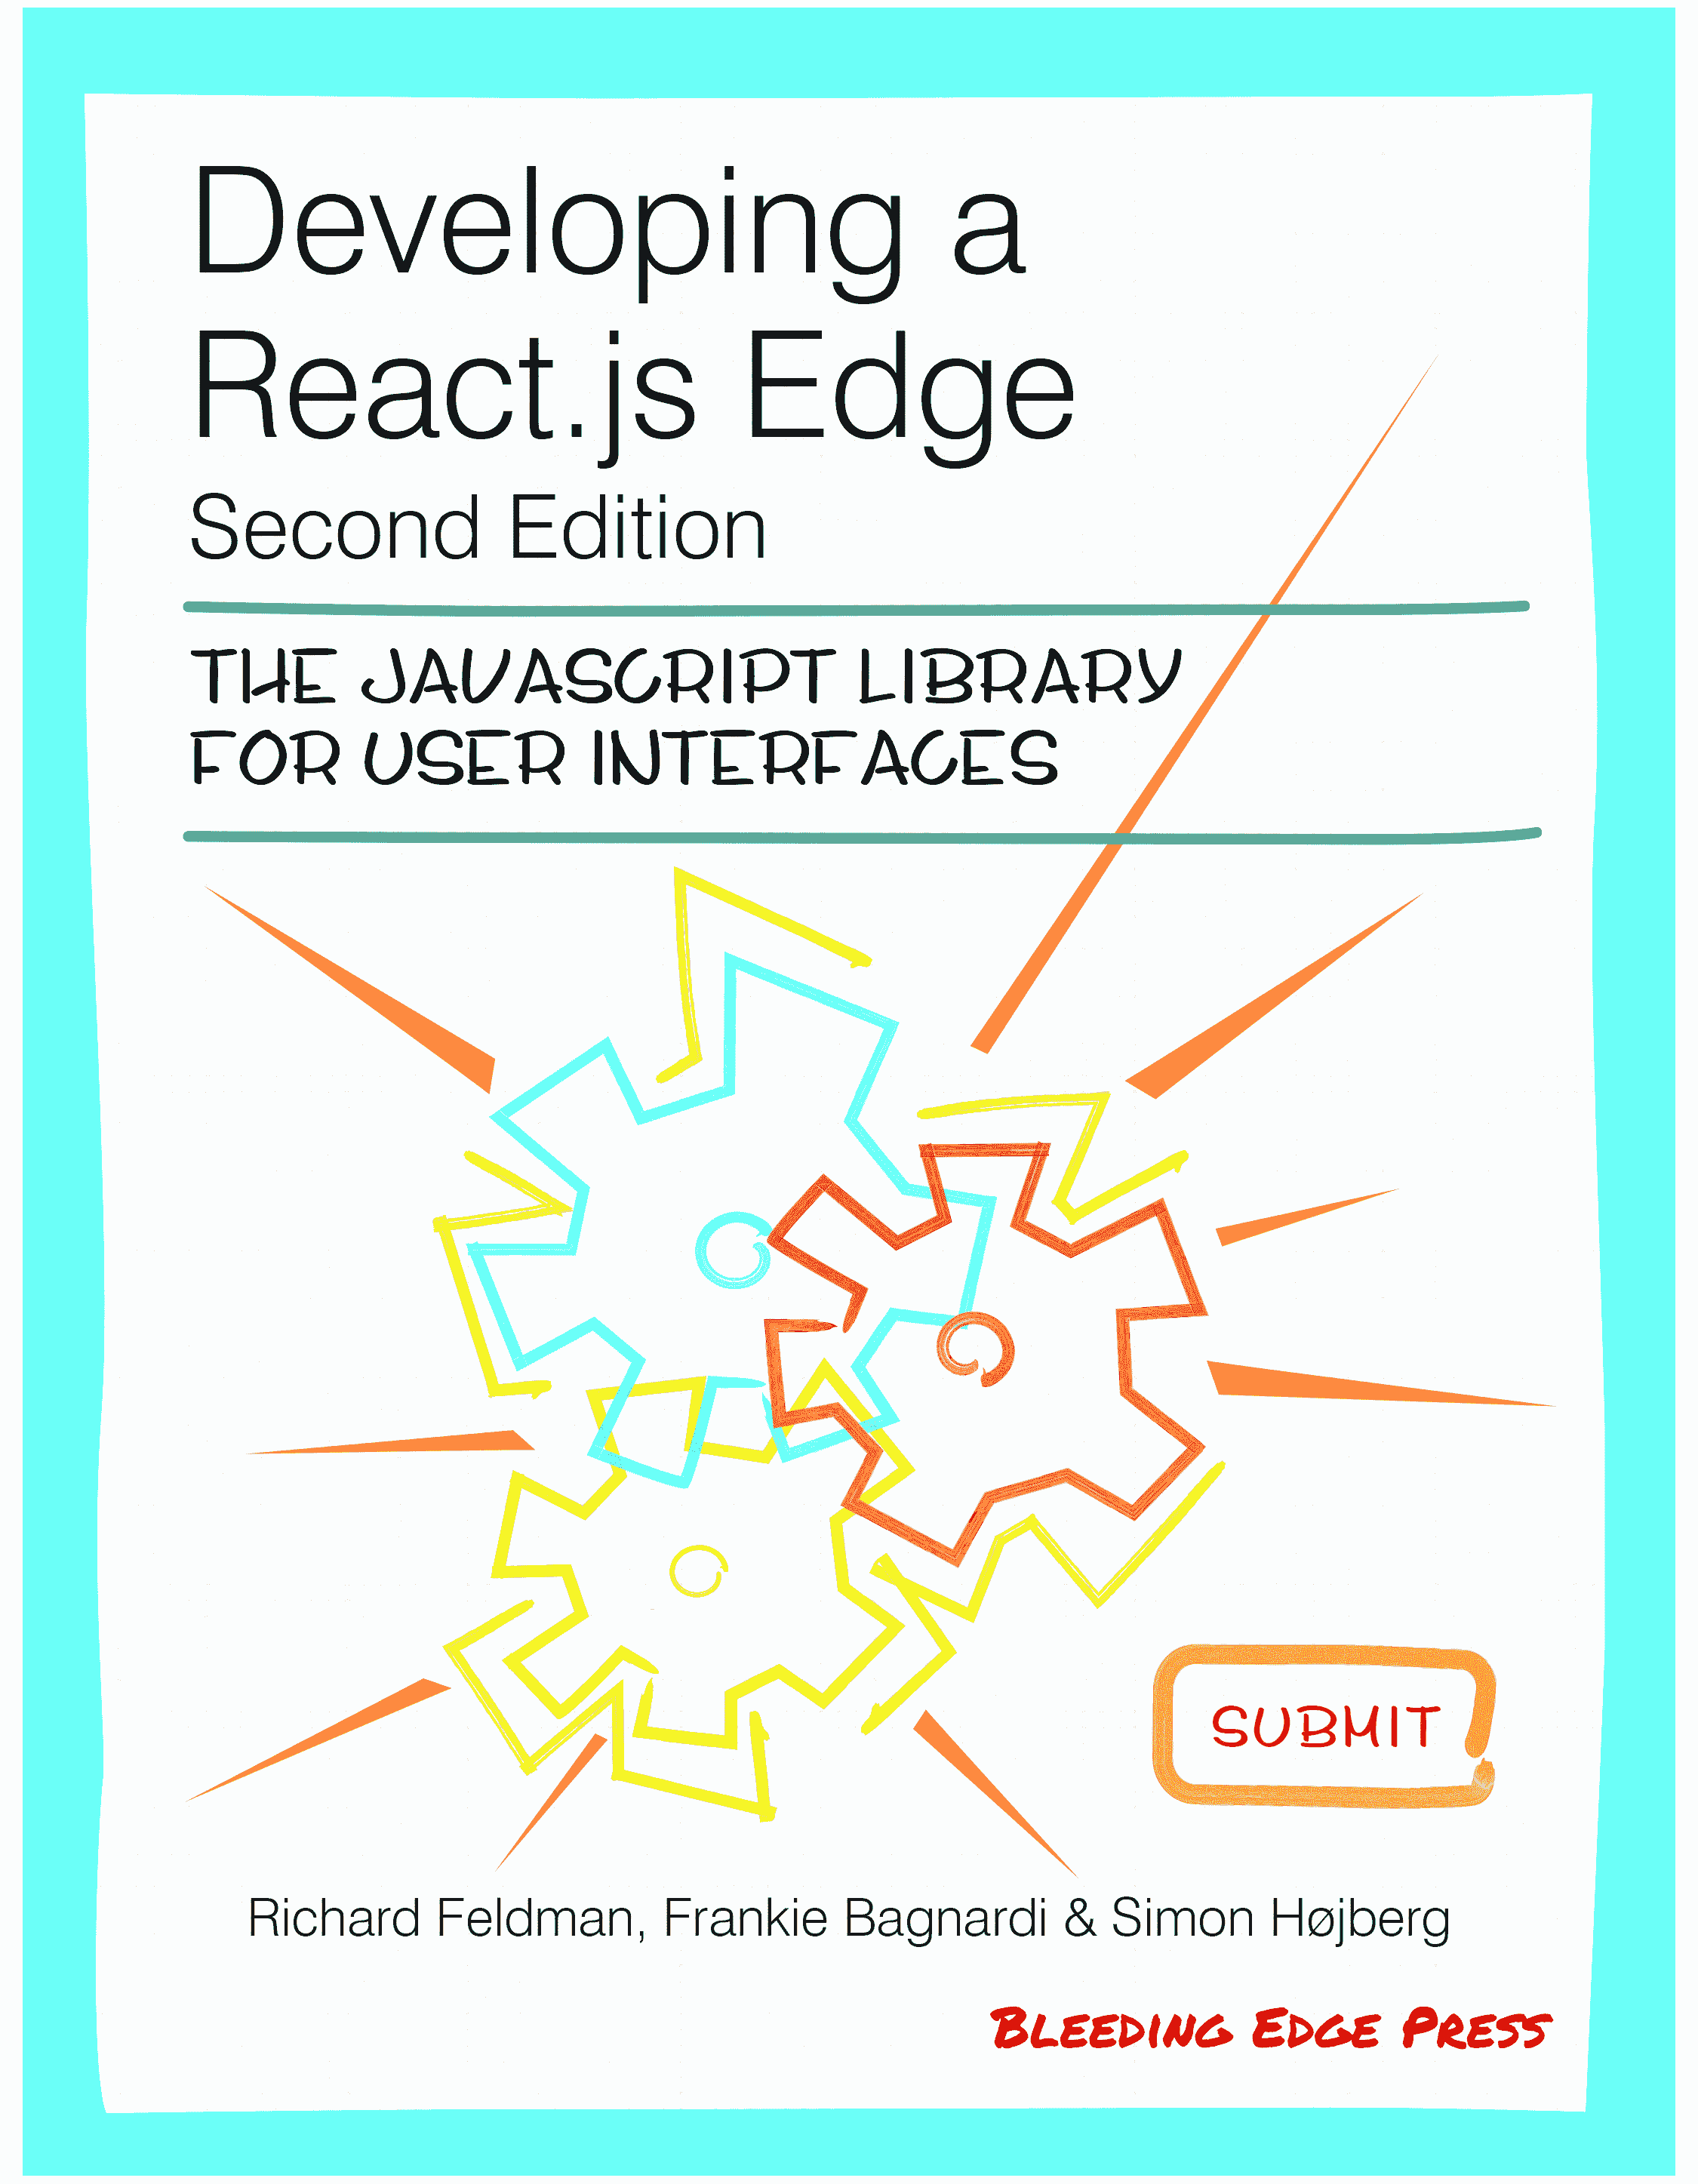 Developing a
React.js Edge
Second Edition
THE JAVASCRIPT LIBRARY
FOR USER INTERFACES
SUBMIT
Richard Feldman, Frankie Bagnardi & Simon Højberg
BLEEDING EDGE PRESS